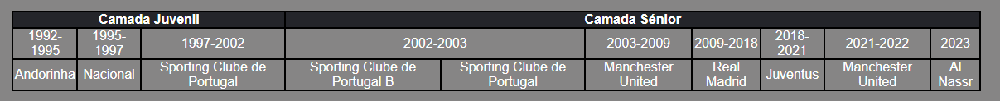 Camada Juvenil Camada Sénior
1992-1995 1995-1997 1997-2002 2002-2003 2003-2009 2009-2018 2018-2021 2021-2022 2023
Andorinha Nacional Sporting Clube de Portugal Sporting Clube de Portugal B Sporting Clube de Portugal Manchester United Real Madrid Juventus Manchester United Al Nassr